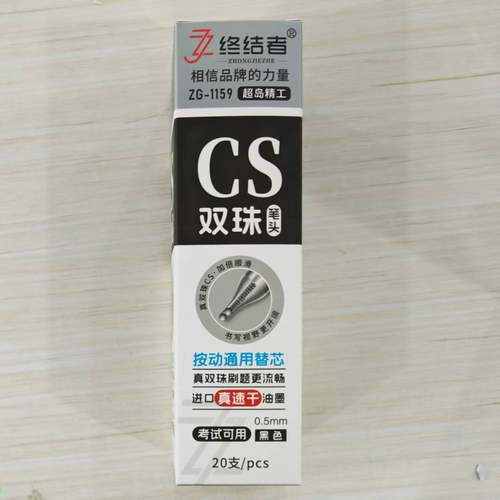 终结者®
ZHONGJIEZHE
相信品牌的力量
ZG-1159 超岛精工
CS
双珠 笔头
真双珠CS·加倍顺滑
书写视野更开阔
按动通用替芯
真双珠刷题更流畅
进口真速干油墨
0.5mm
考试可用 黑色
20支/pcs